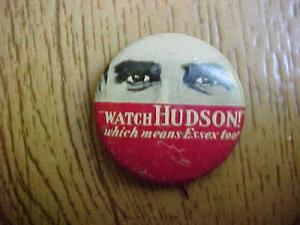 "WATCH HUDSON!"
which means Essex too!